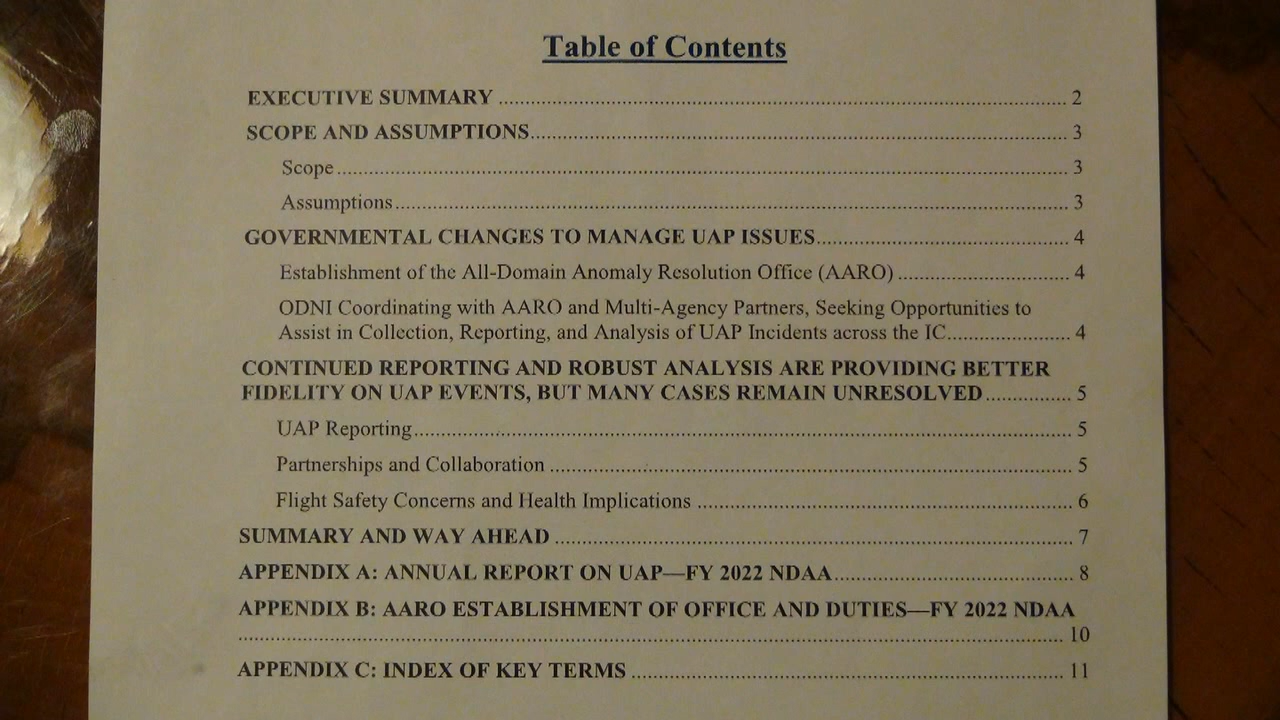 Table of Contents
EXECUTIVE SUMMARY ........................................ 2
SCOPE AND ASSUMPTIONS........................................ 3
Scope........................................ 3
Assumptions........................................ 3
GOVERNMENTAL CHANGES TO MANAGE UAP ISSUES........................................ 4
Establishment of the All-Domain Anomaly Resolution Office (AARO) ........................................ 4
ODNI Coordinating with AARO and Multi-Agency Partners, Seeking Opportunities to
Assist in Collection, Reporting, and Analysis of UAP Incidents across the IC........................ 4
CONTINUED REPORTING AND ROBUST ANALYSIS ARE PROVIDING BETTER
FIDELITY ON UAP EVENTS, BUT MANY CASES REMAIN UNRESOLVED................ 5
UAP Reporting........................................ 5
Partnerships and Collaboration ........................................ 5
Flight Safety Concerns and Health Implications ........................................ 6
SUMMARY AND WAY AHEAD ........................................ 7
APPENDIX A: ANNUAL REPORT ON UAP—FY 2022 NDAA........................................ 8
APPENDIX B: AARO ESTABLISHMENT OF OFFICE AND DUTIES—FY 2022 NDAA
........................................ 10
APPENDIX C: INDEX OF KEY TERMS ........................................ 11